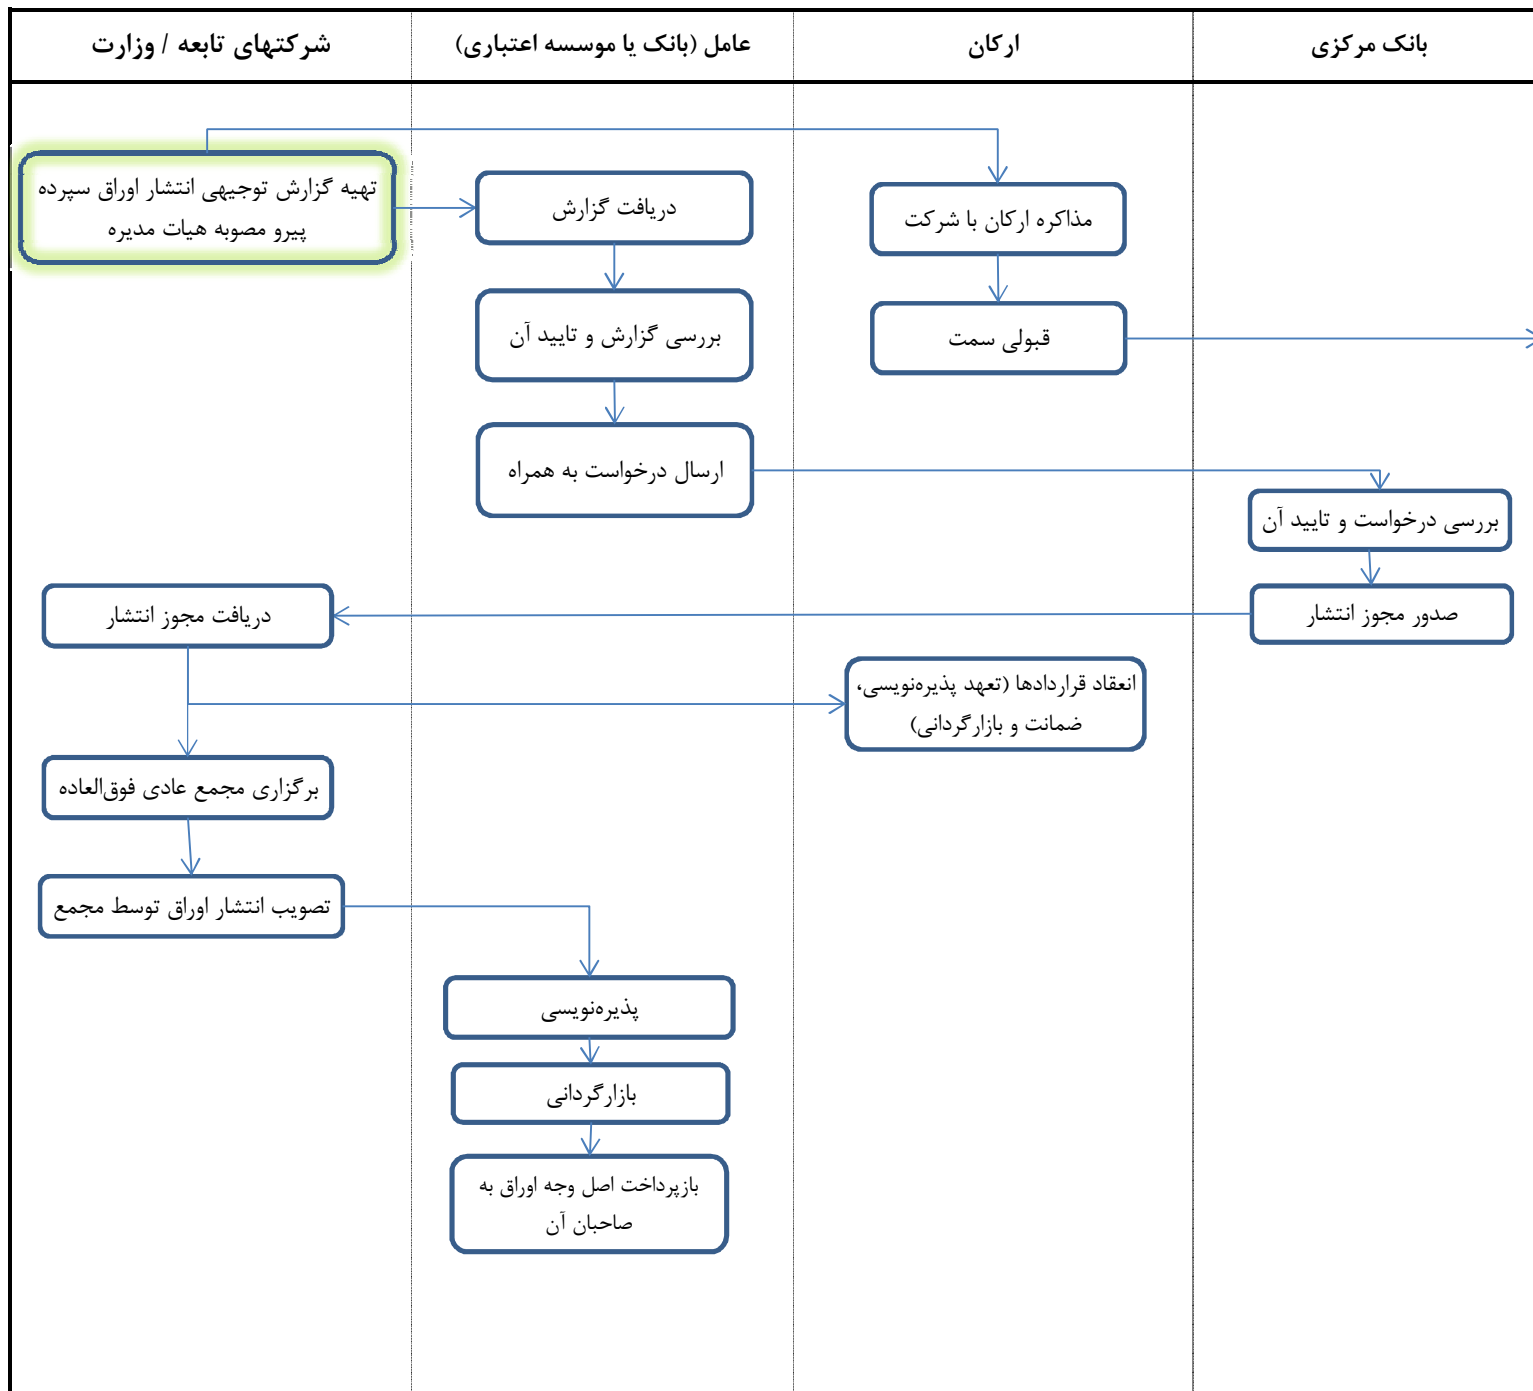 شرکتهای تابعه / وزارت
عامل (بانک یا موسسه اعتباری)
ارکان
بانک مرکزی
تهیه گزارش توجیهی انتشار اوراق سپرده
پیرو مصوبه هیات مدیره
دریافت گزارش
مذاکره ارکان با شرکت
بررسی گزارش و تایید آن
قبولی سمت
ارسال درخواست به همراه
بررسی درخواست و تایید آن
دریافت مجوز انتشار
صدور مجوز انتشار
انعقاد قراردادها (تعهد پذیره‌نویسی،
ضمانت و بازارگردانی)
برگزاری مجمع عادی فوق‌العاده
تصویب انتشار اوراق توسط مجمع
پذیره‌نویسی
بازارگردانی
بازپرداخت اصل وجه اوراق به
صاحبان آن